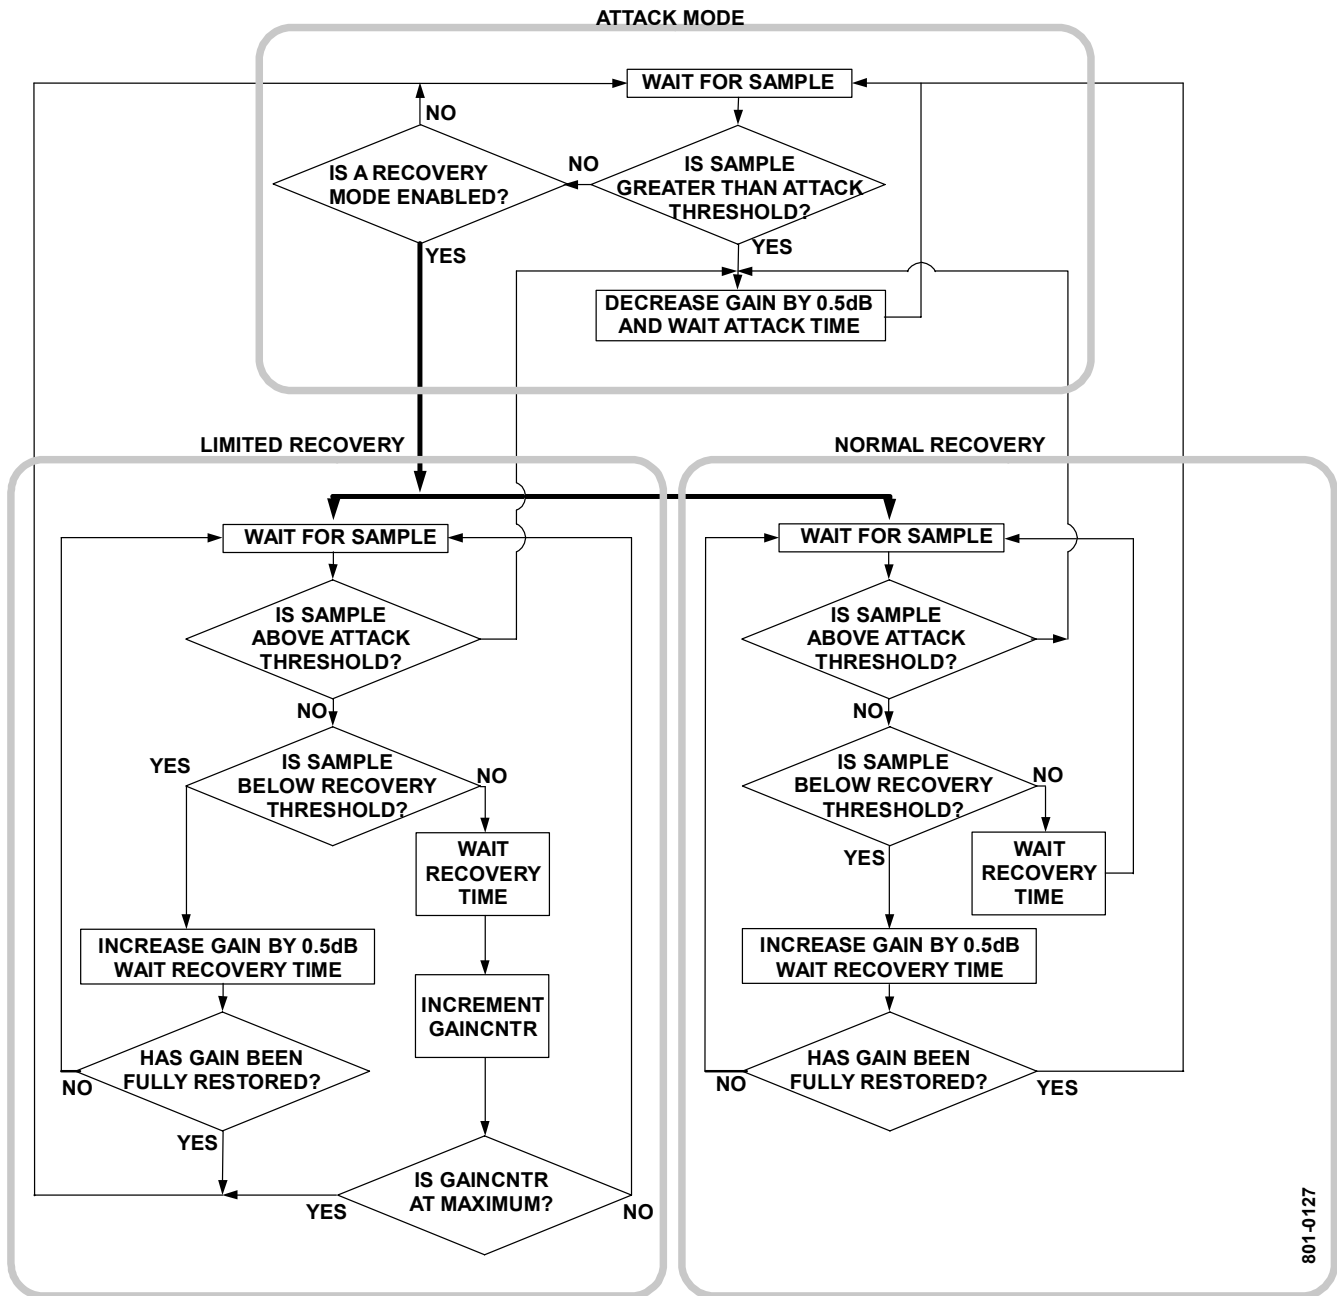 ATTACK MODE
WAIT FOR SAMPLE
NO
IS A RECOVERY
MODE ENABLED?
NO
IS SAMPLE
GREATER THAN ATTACK
THRESHOLD?
YES
YES
DECREASE GAIN BY 0.5dB
AND WAIT ATTACK TIME
LIMITED RECOVERY
WAIT FOR SAMPLE
IS SAMPLE
ABOVE ATTACK
THRESHOLD?
NO
YES
IS SAMPLE
BELOW RECOVERY
THRESHOLD?
NO
WAIT
RECOVERY
TIME
INCREASE GAIN BY 0.5dB
WAIT RECOVERY TIME
INCREMENT
GAINCNTR
HAS GAIN BEEN
FULLY RESTORED?
NO
YES
IS GAINCNTR
AT MAXIMUM?
YES
NO
NORMAL RECOVERY
WAIT FOR SAMPLE
IS SAMPLE
ABOVE ATTACK
THRESHOLD?
NO
IS SAMPLE
BELOW RECOVERY
THRESHOLD?
NO
YES
WAIT
RECOVERY
TIME
INCREASE GAIN BY 0.5dB
WAIT RECOVERY TIME
HAS GAIN BEEN
FULLY RESTORED?
NO
YES
801-0127